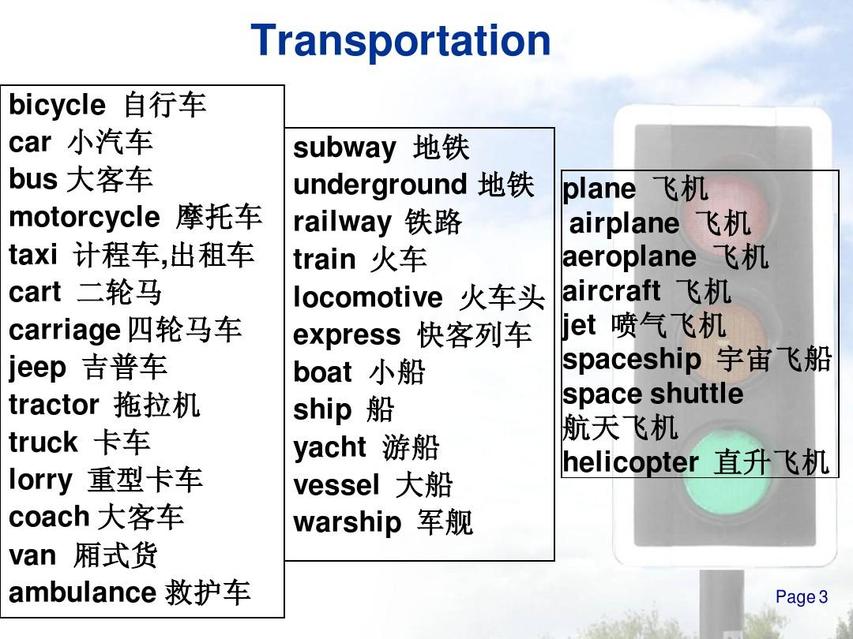 Transportation
bicycle 自行车
car 小汽车
bus 大客车
motorcycle 摩托车
taxi 计程车,出租车
cart 二轮马
carriage 四轮马车
jeep 吉普车
tractor 拖拉机
truck 卡车
lorry 重型卡车
coach 大客车
van 厢式货
ambulance 救护车
subway 地铁
underground 地铁
railway 铁路
train 火车
locomotive 火车头
express 快客列车
boat 小船
ship 船
yacht 游船
vessel 大船
warship 军舰
plane 飞机
airplane 飞机
aeroplane 飞机
aircraft 飞机
jet 喷气飞机
spaceship 宇宙飞船
space shuttle
航天飞机
helicopter 直升飞机
Page 3